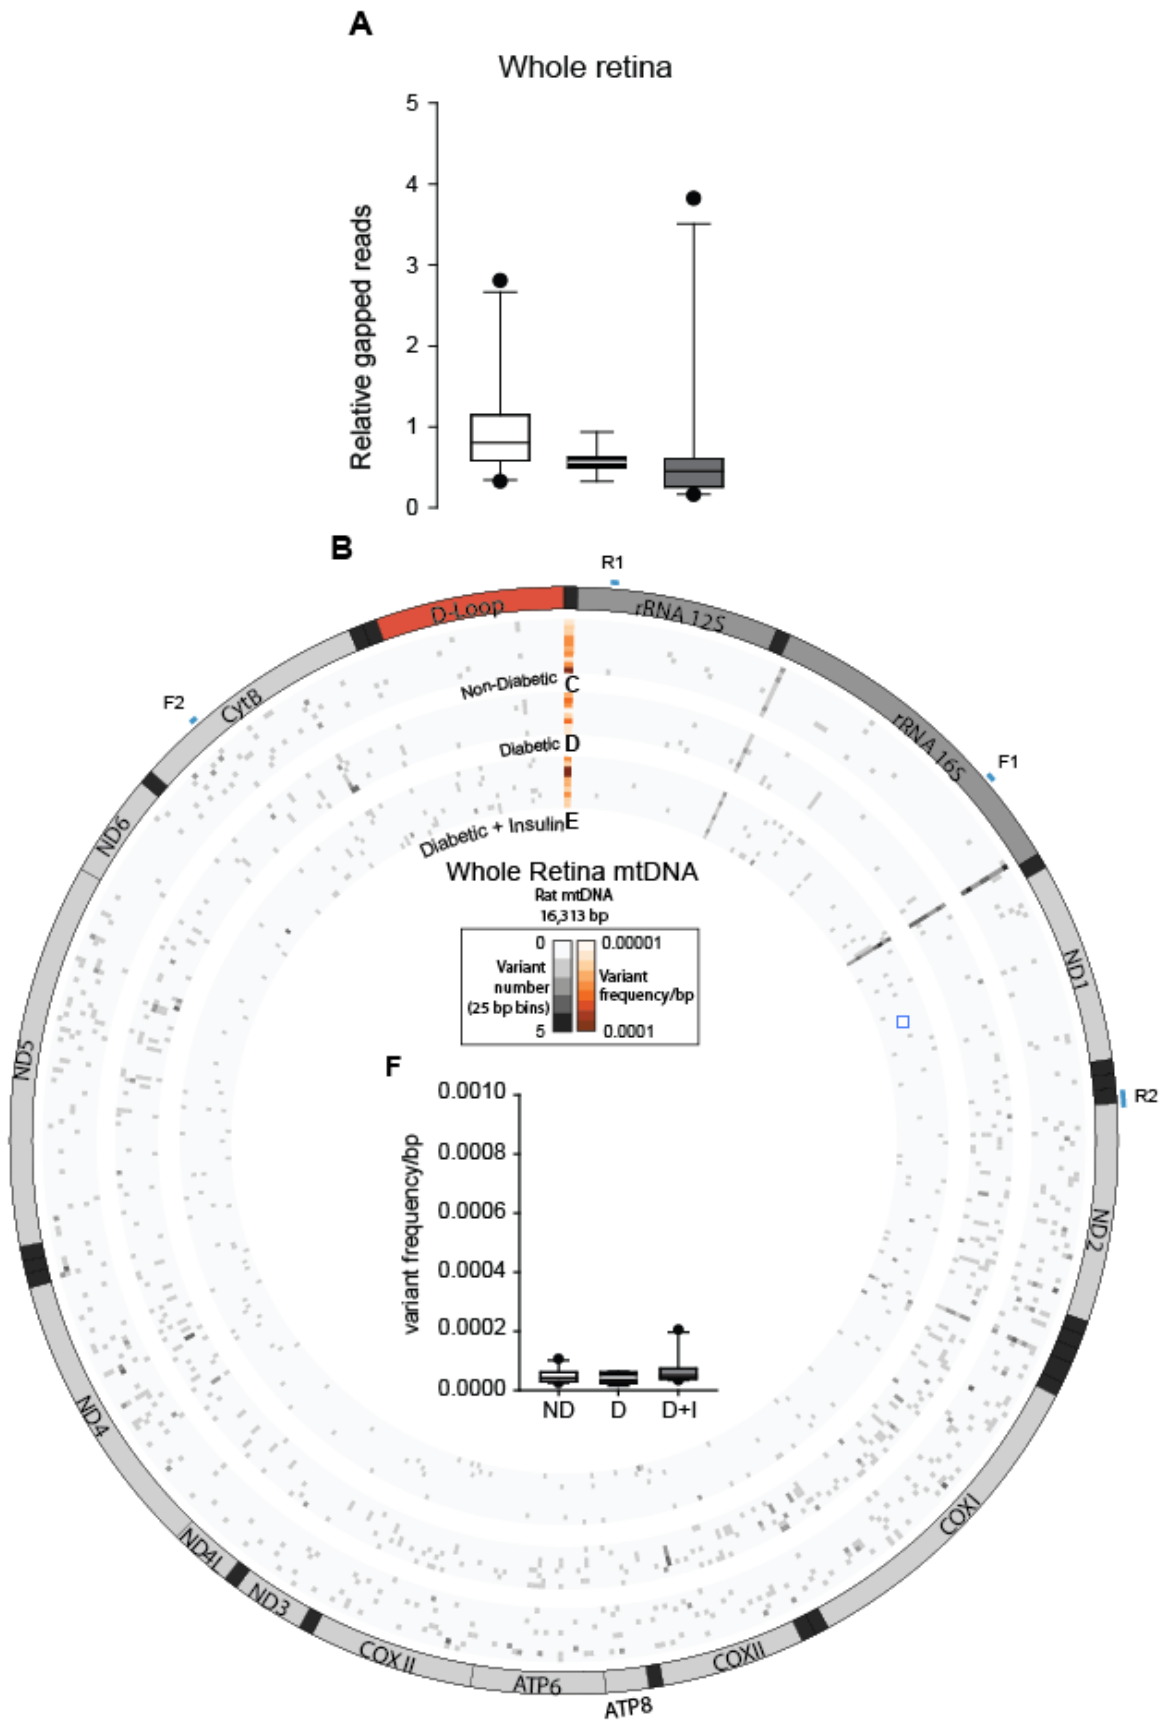 A
Whole retina
5
4
3
2
1
0
Relative gapped reads
B
R1
D-Loop
rRNA 12S
Non-Diabetic C
F2
CytB
Diabetic D
rRNA 16S
F1
Diabetic + Insulin E
ND6
Whole Retina mtDNA
Rat mtDNA
16,313 bp
0
0.00001
Variant
number
(25 bp bins)
Variant
frequency/bp
5
0.0001
ND1
ND5
R2
F
0.0010
0.0008
0.0006
0.0004
0.0002
0.0000
variant frequency/bp
ND
D
D+I
ND2
ND4
COXI
ND4L
ND3
COX II
ATP6
ATP8
COXII